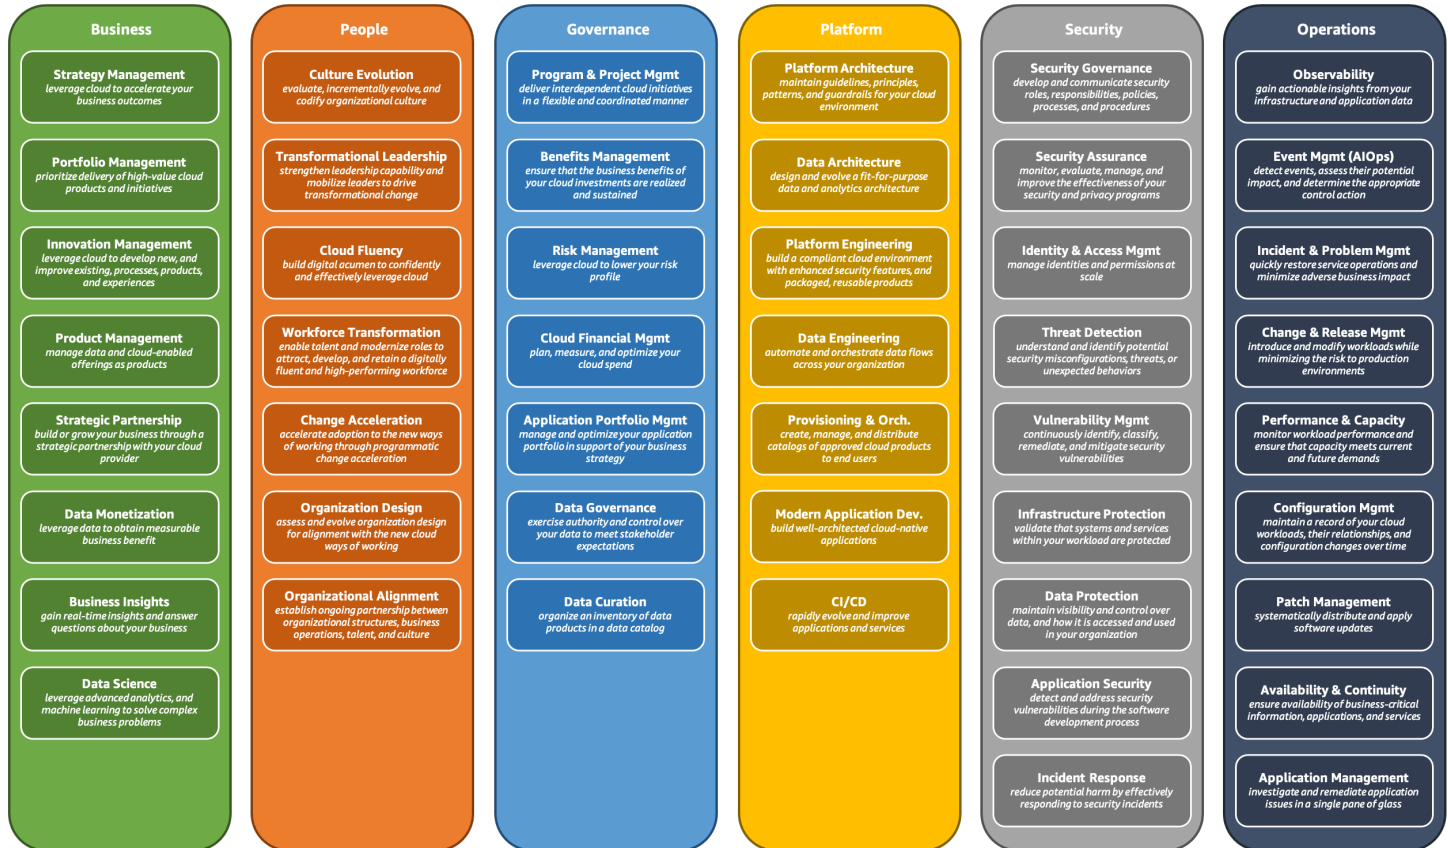 Business
Strategy Management
leverage cloud to accelerate your
business outcomes
Portfolio Management
prioritize delivery of high-value cloud
products and initiatives
Innovation Management
leverage cloud to develop new, and
improve existing, processes, products,
and experiences
Product Management
manage data and cloud-enabled
offerings as products
Strategic Partnership
build or grow your business through a
strategic partnership with your cloud
provider
Data Monetization
leverage data to obtain measurable
business benefit
Business Insights
gain real-time insights and answer
questions about your business
Data Science
leverage advanced analytics, and
machine learning to solve complex
business problems
People
Culture Evolution
evaluate, incrementally evolve, and
codify organizational culture
Transformational Leadership
strengthen leadership capability and
mobilize leaders to drive
transformational change
Cloud Fluency
build digital acumen to confidently
and effectively leverage cloud
Workforce Transformation
enable talent and modernize roles to
attract, develop, and retain a digitally
fluent and high-performing workforce
Change Acceleration
accelerate adoption to the new ways
of working through programmatic
change acceleration
Organization Design
assess and evolve organization design
for alignment with the new cloud
ways of working
Organizational Alignment
establish ongoing partnership between
organizational structures, business
operations, talent, and culture
Governance
Program & Project Mgmt
deliver interdependent cloud initiatives
in a flexible and coordinated manner
Benefits Management
ensure that the business benefits of
your cloud investments are realized
and sustained
Risk Management
leverage cloud to lower your risk
profile
Cloud Financial Mgmt
plan, measure, and optimize your
cloud spend
Application Portfolio Mgmt
manage and optimize your application
portfolio in support of your business
strategy
Data Governance
exercise authority and control over
your data to meet stakeholder
expectations
Data Curation
organize an inventory of data
products in a data catalog
Platform
Platform Architecture
maintain guidelines, principles,
patterns, and guardrails for your cloud
environment
Data Architecture
design and evolve a fit-for-purpose
data and analytics architecture
Platform Engineering
build a compliant cloud environment
with enhanced security features, and
packaged, reusable products
Data Engineering
automate and orchestrate data flows
across your organization
Provisioning & Orch.
create, manage, and distribute
catalogs of approved cloud products
to end users
Modern Application Dev.
build well-architected cloud-native
applications
CI/CD
rapidly evolve and improve
applications and services
Security
Security Governance
develop and communicate security
roles, responsibilities, policies,
processes, and procedures
Security Assurance
monitor, evaluate, manage, and
improve the effectiveness of your
security and privacy programs
Identity & Access Mgmt
manage identities and permissions at
scale
Threat Detection
understand and identify potential
security misconfigurations, threats, or
unexpected behaviors
Vulnerability Mgmt
continuously identify, classify,
remediate, and mitigate security
vulnerabilities
Infrastructure Protection
validate that systems and services
within your workload are protected
Data Protection
maintain visibility and control over
data, and how it is accessed and used
in your organization
Application Security
detect and address security
vulnerabilities during the software
development process
Incident Response
reduce potential harm by effectively
responding to security incidents
Operations
Observability
gain actionable insights from your
infrastructure and application data
Event Mgmt (AIOps)
detect events, assess their potential
impact, and determine the appropriate
control action
Incident & Problem Mgmt
quickly restore service operations and
minimize adverse business impact
Change & Release Mgmt
introduce and modify workloads while
minimizing the risk to production
environments
Performance & Capacity
monitor workload performance and
ensure that capacity meets current
and future demands
Configuration Mgmt
maintain a record of your cloud
workloads, their relationships, and
configuration changes over time
Patch Management
systematically distribute and apply
software updates
Availability & Continuity
ensure availability of business-critical
information, applications, and services
Application Management
investigate and remediate application
issues in a single pane of glass